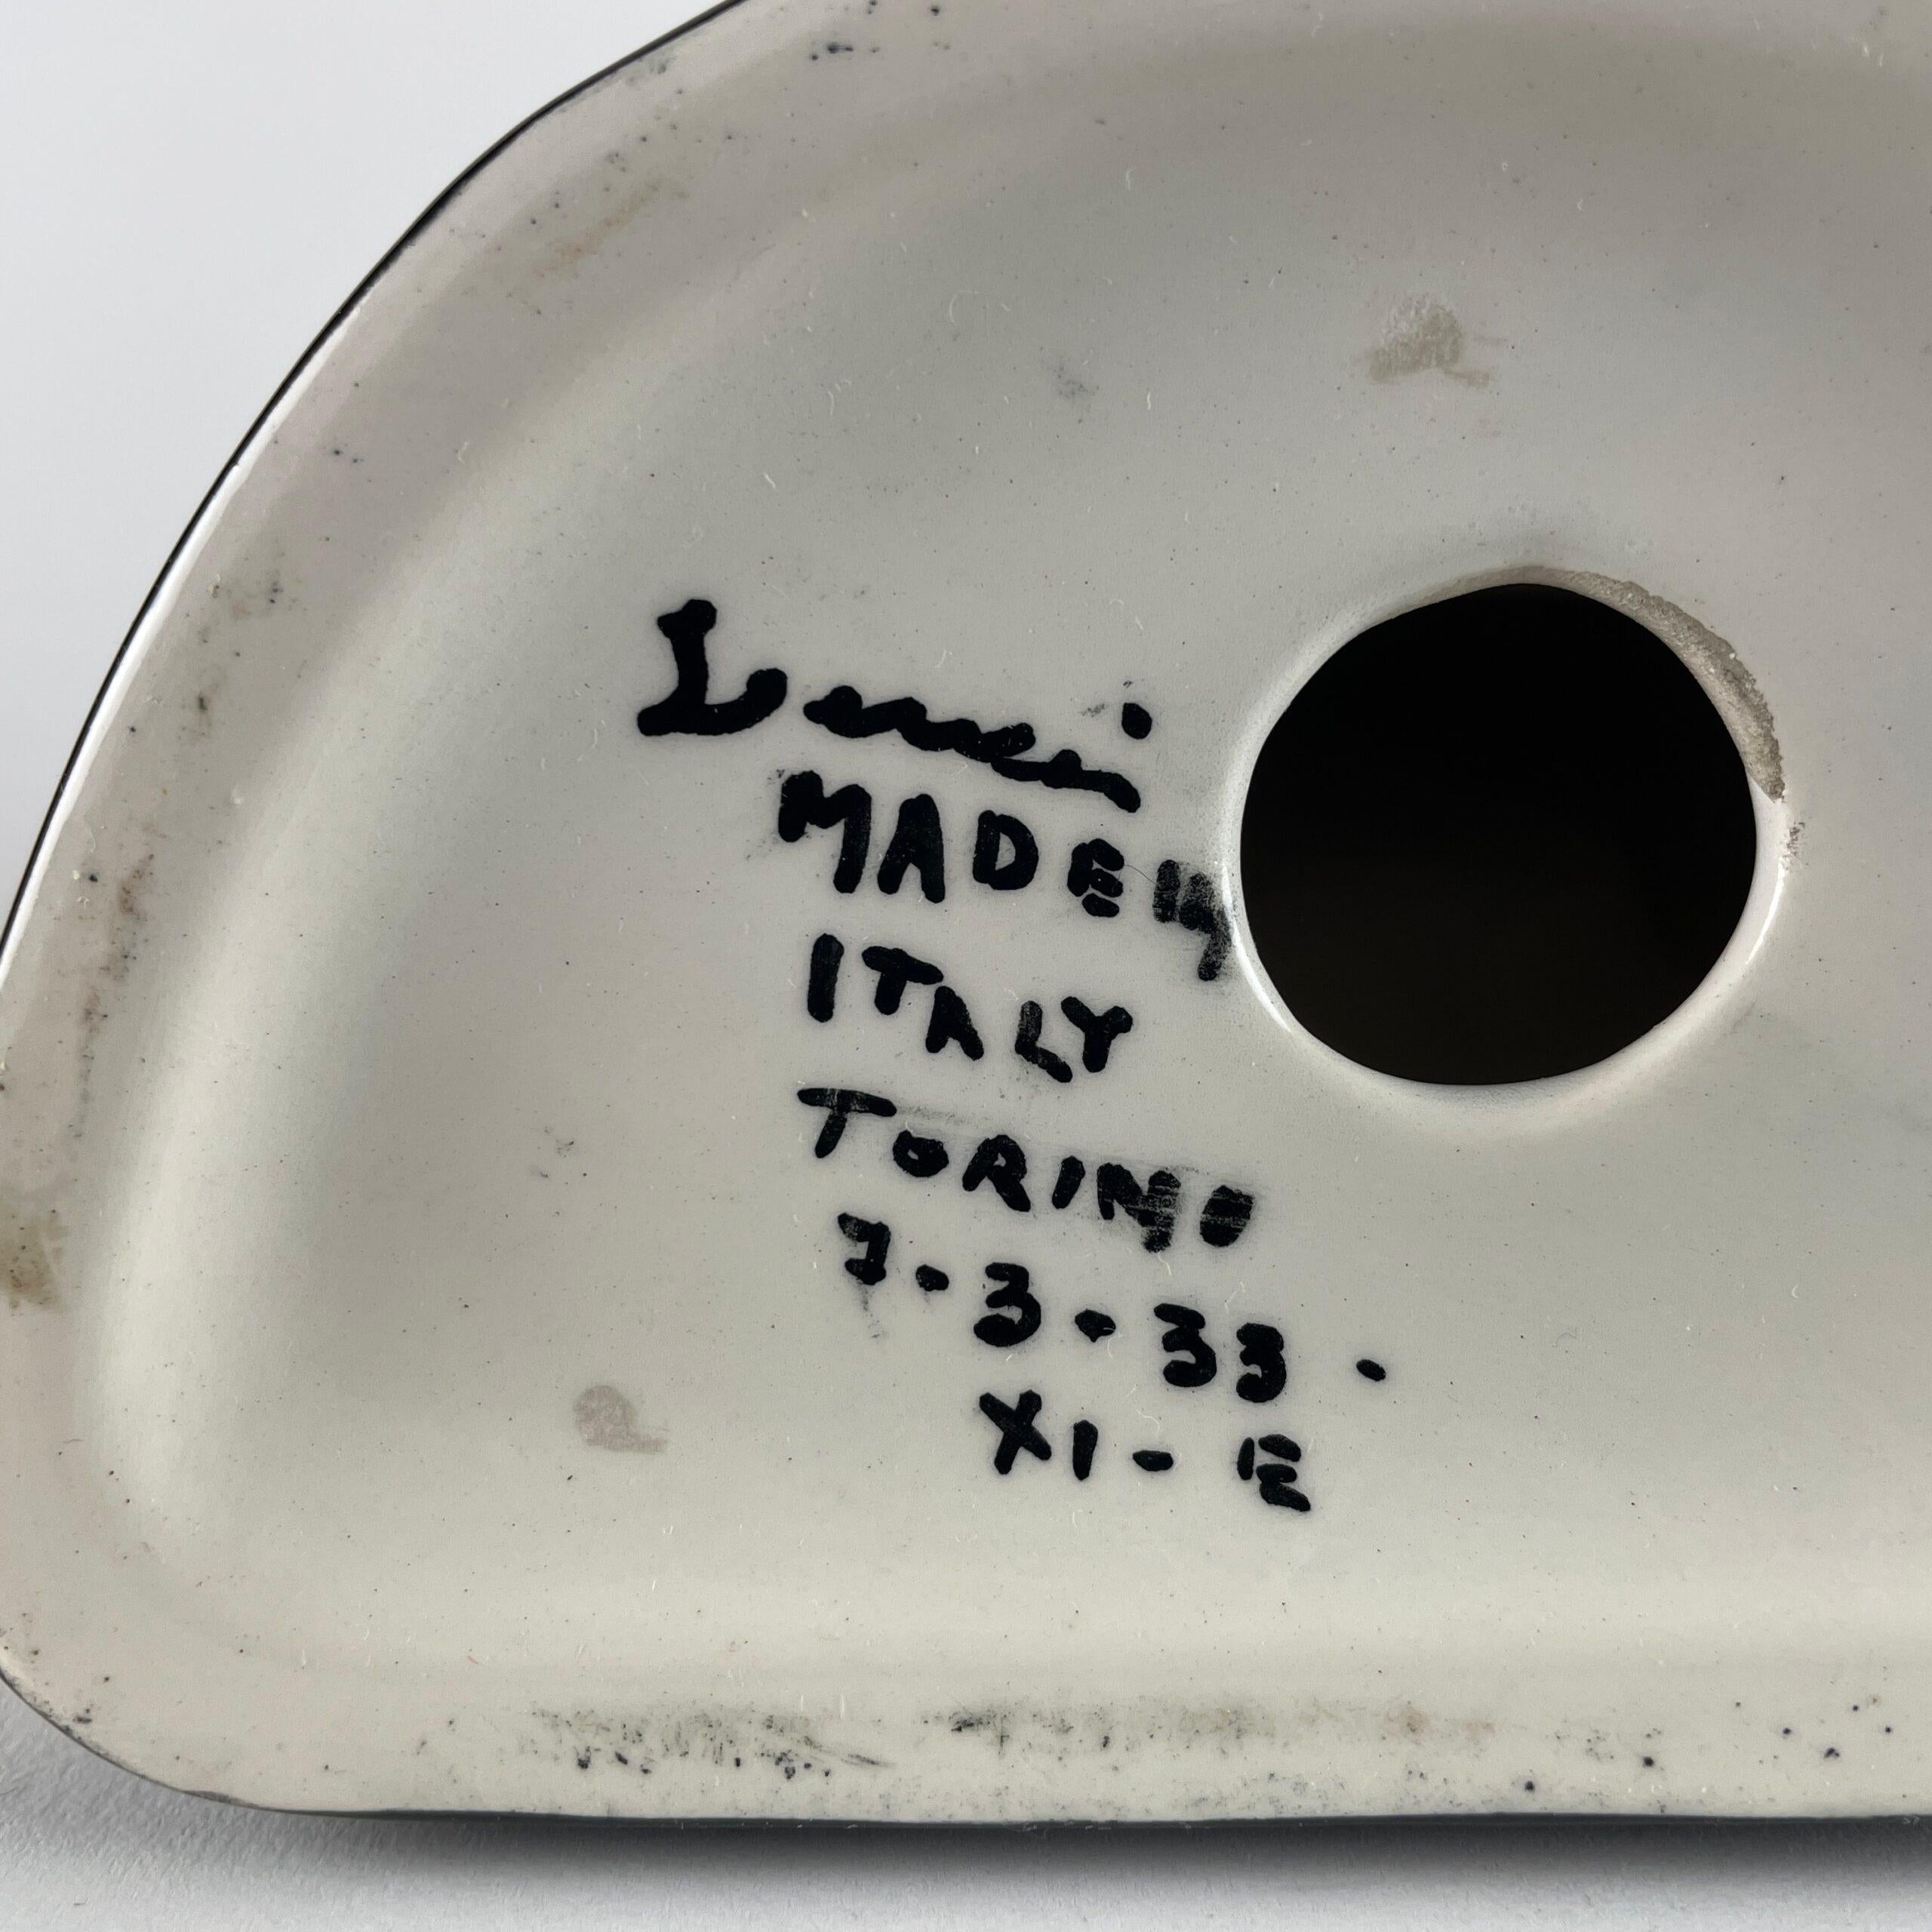 Lenci
MADE IN
ITALY
TORINO
7-3-33.
XI-E